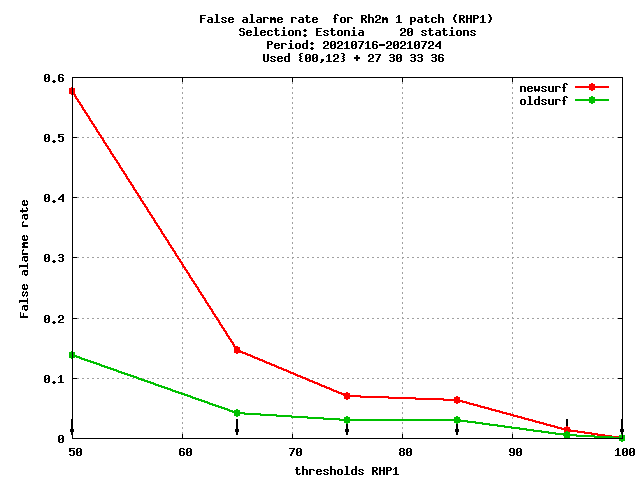 False alarme rate  for Rh2m 1 patch (RHP1)
Selection: Estonia     20 stations
Period: 20210716-20210724
Used {00,12} + 27 30 33 36
newsurf
oldsurf
0.6
0.5
0.4
0.3
0.2
0.1
0
False alarme rate
50 60 70 80 90 100
thresholds RHP1